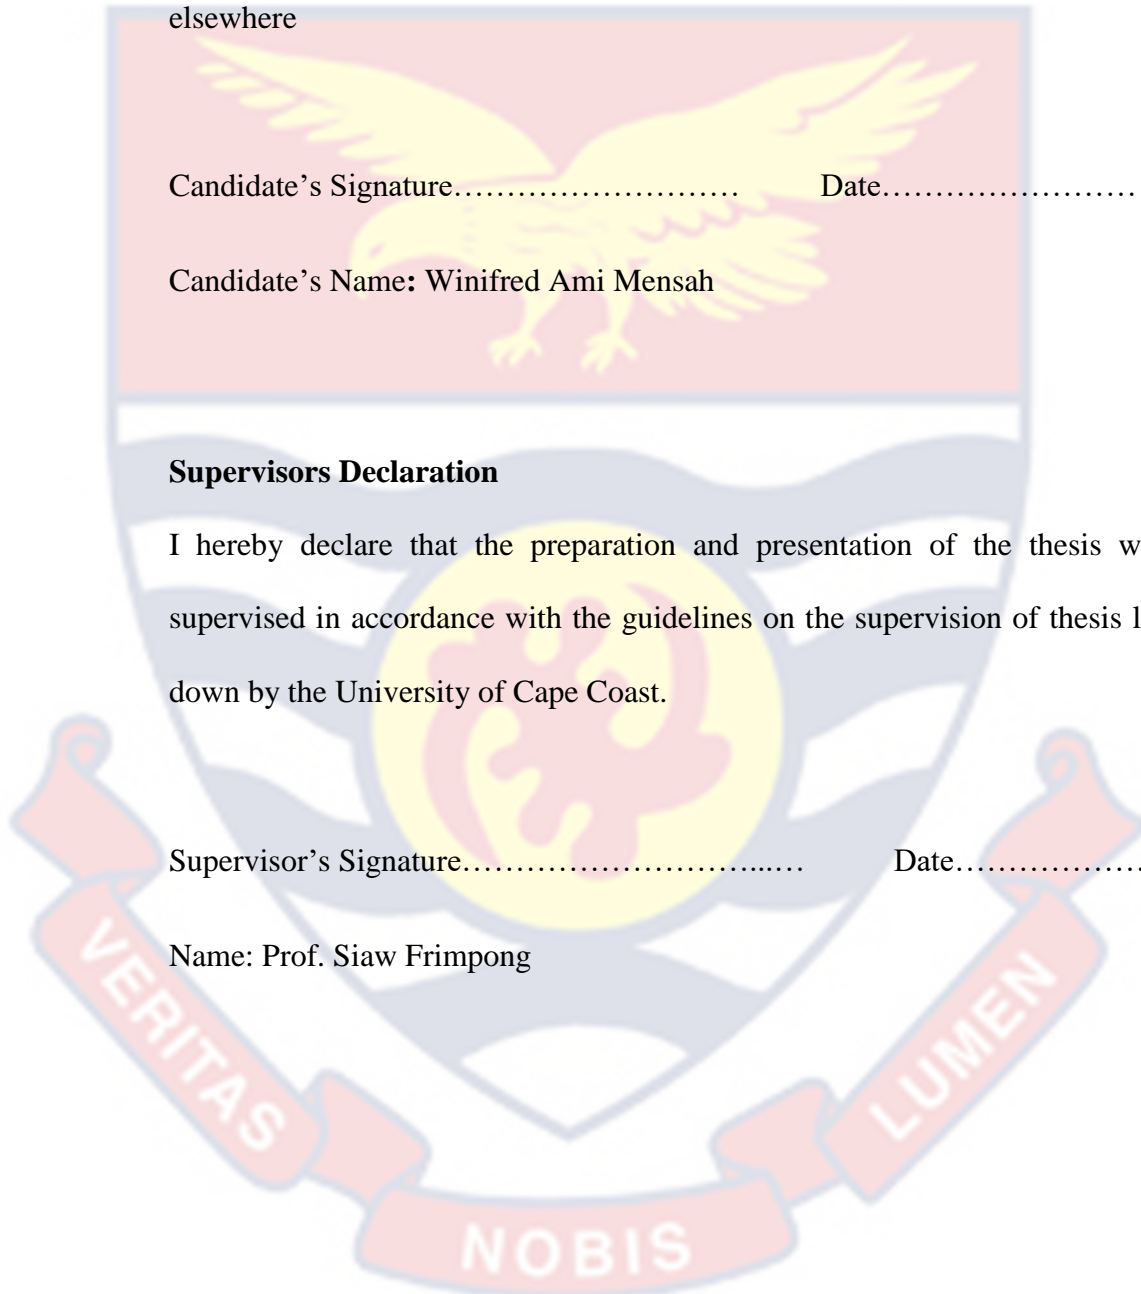 elsewhere
Candidate’s Signature……………………… Date……………………
Candidate’s Name: Winifred Ami Mensah
Supervisors Declaration
I hereby declare that the preparation and presentation of the thesis w
supervised in accordance with the guidelines on the supervision of thesis l
down by the University of Cape Coast.
Supervisor’s Signature………………………...… Date………………
Name: Prof. Siaw Frimpong
VERITAS
NOBIS
LUMEN